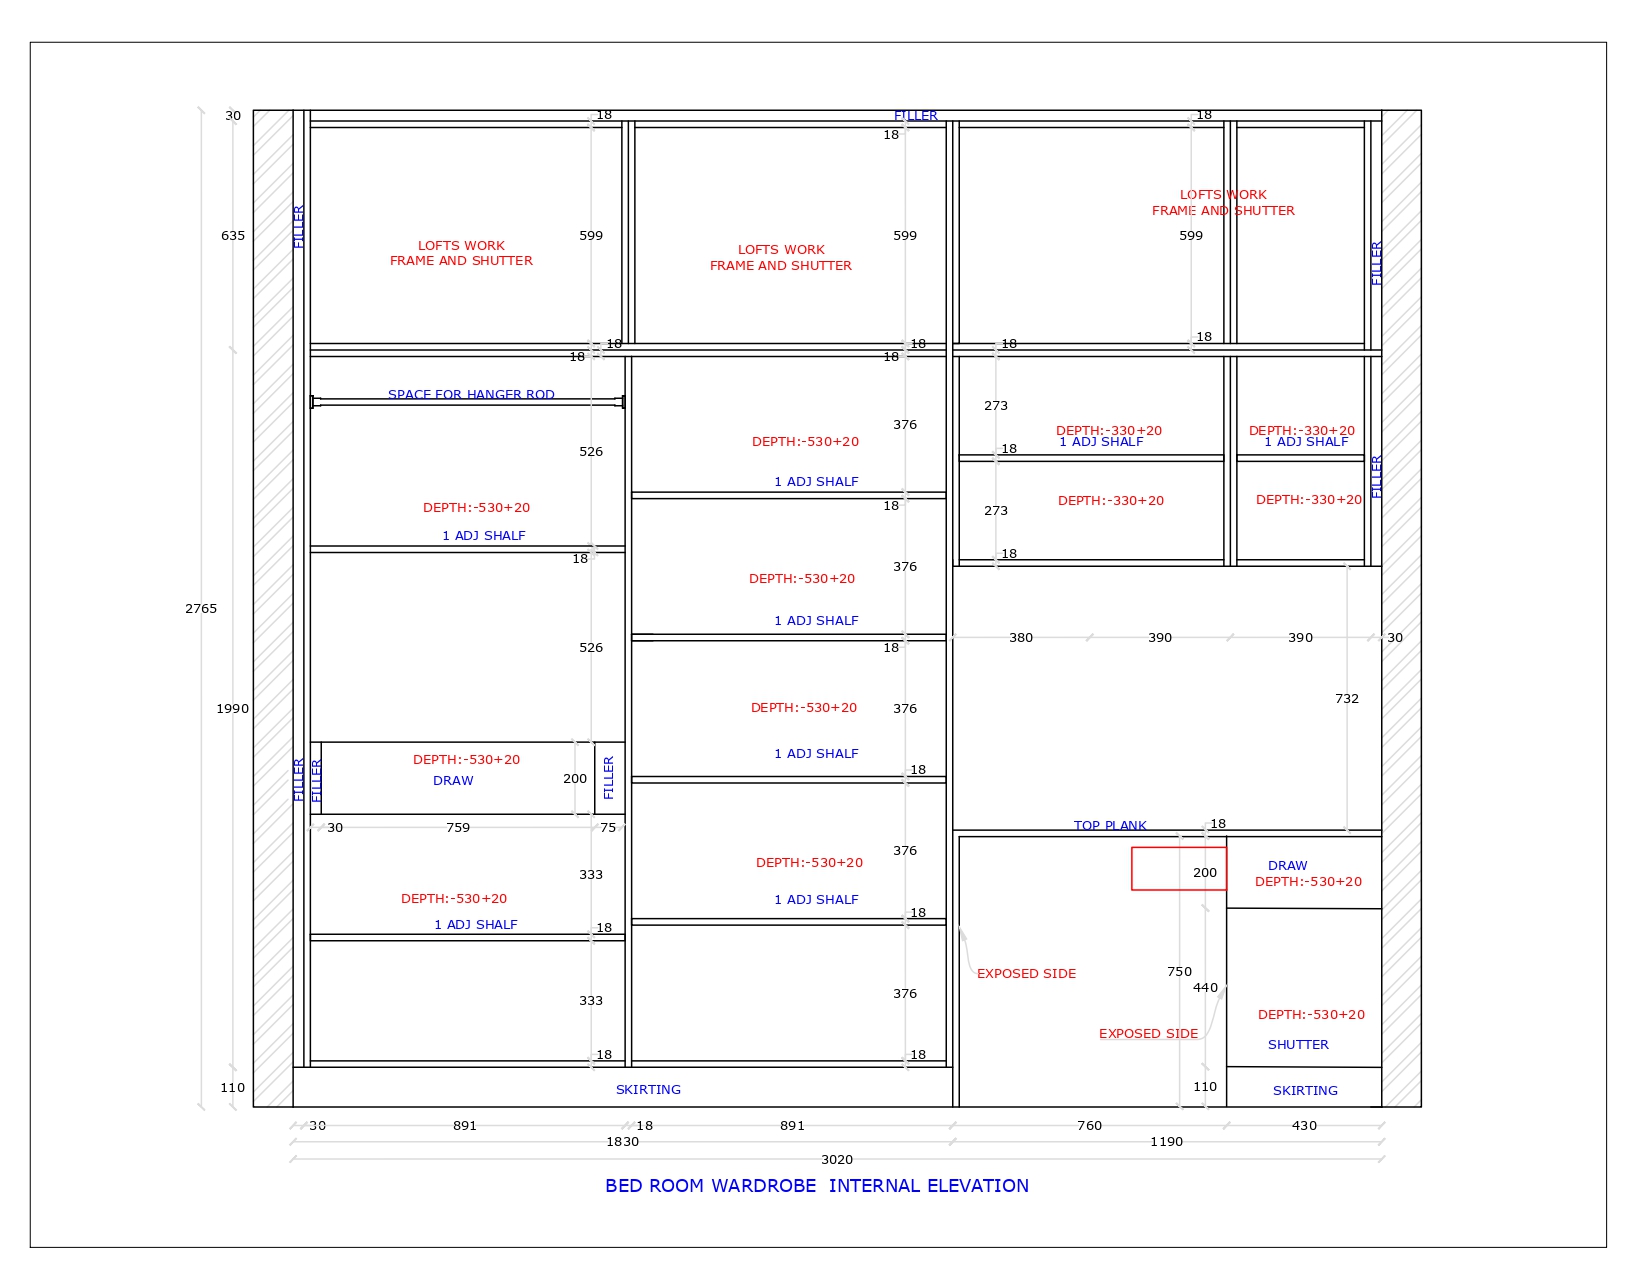 30
18
FILLER
18
18
LOFTS WORK
FRAME AND SHUTTER
FILLER
635
LOFTS WORK
FRAME AND SHUTTER
599
LOFTS WORK
FRAME AND SHUTTER
599
599
FILLER
18
18
18
18
18
18
18
SPACE FOR HANGER ROD
273
376
526
DEPTH:-530+20
DEPTH:-330+20
1 ADJ SHALF
DEPTH:-330+20
1 ADJ SHALF
18
FILLER
1 ADJ SHALF
DEPTH:-530+20
18
273
DEPTH:-330+20
DEPTH:-330+20
1 ADJ SHALF
18
18
376
DEPTH:-530+20
2765
1 ADJ SHALF
526
18
380
390
390
30
1990
DEPTH:-530+20
376
732
1 ADJ SHALF
18
FILLER
FILLER
DEPTH:-530+20
DRAW
200
FILLER
30
759
75
TOP PLANK
18
376
DEPTH:-530+20
333
200
DRAW
DEPTH:-530+20
DEPTH:-530+20
1 ADJ SHALF
1 ADJ SHALF
18
18
EXPOSED SIDE
750
440
333
376
EXPOSED SIDE
DEPTH:-530+20
SHUTTER
18
18
110
SKIRTING
110
SKIRTING
30
891
18
891
760
430
1830
1190
3020
BED ROOM WARDROBE  INTERNAL ELEVATION